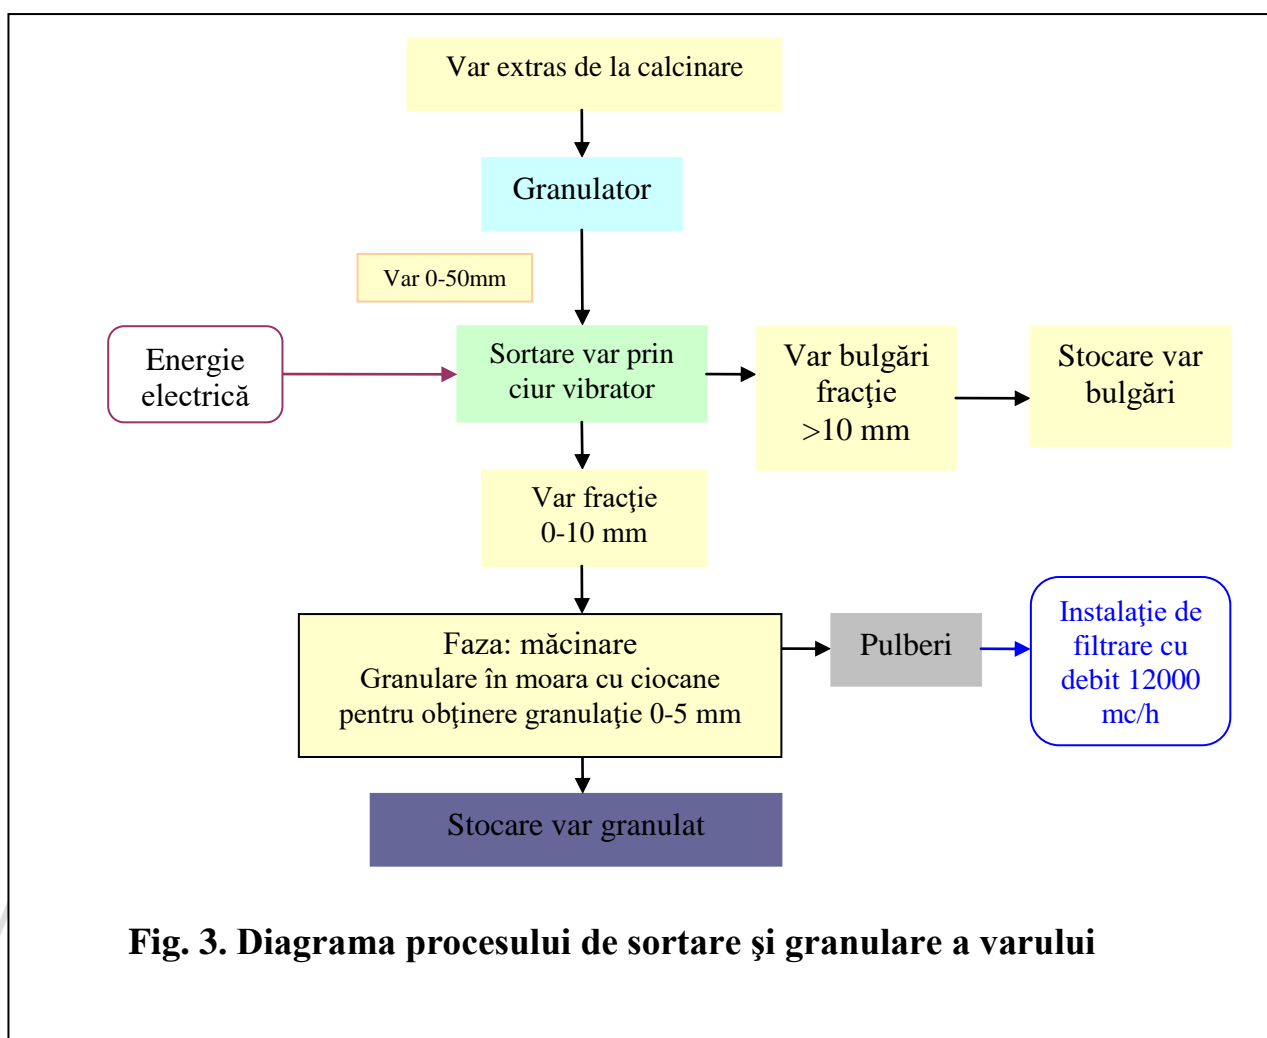 Var extras de la calcinare
Granulator
Var 0-50mm
Energie
electrică
Sortare var prin
ciur vibrator
Var bulgări
fracţie
>10 mm
Stocare var
bulgări
Var fracţie
0-10 mm
Faza: măcinare
Granulare în moara cu ciocane
pentru obţinere granulaţie 0-5 mm
Pulberi
Instalaţie de
filtrare cu
debit 12000
mc/h
Stocare var granulat
Fig. 3. Diagrama procesului de sortare şi granulare a varului